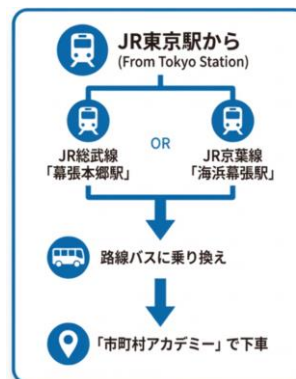 JR東京駅から
(From Tokyo Station)
JR総武線
「幕張本郷駅」
OR
JR京葉線
「海浜幕張駅」
路線バスに乗り換え
「市町村アカデミー」で下車